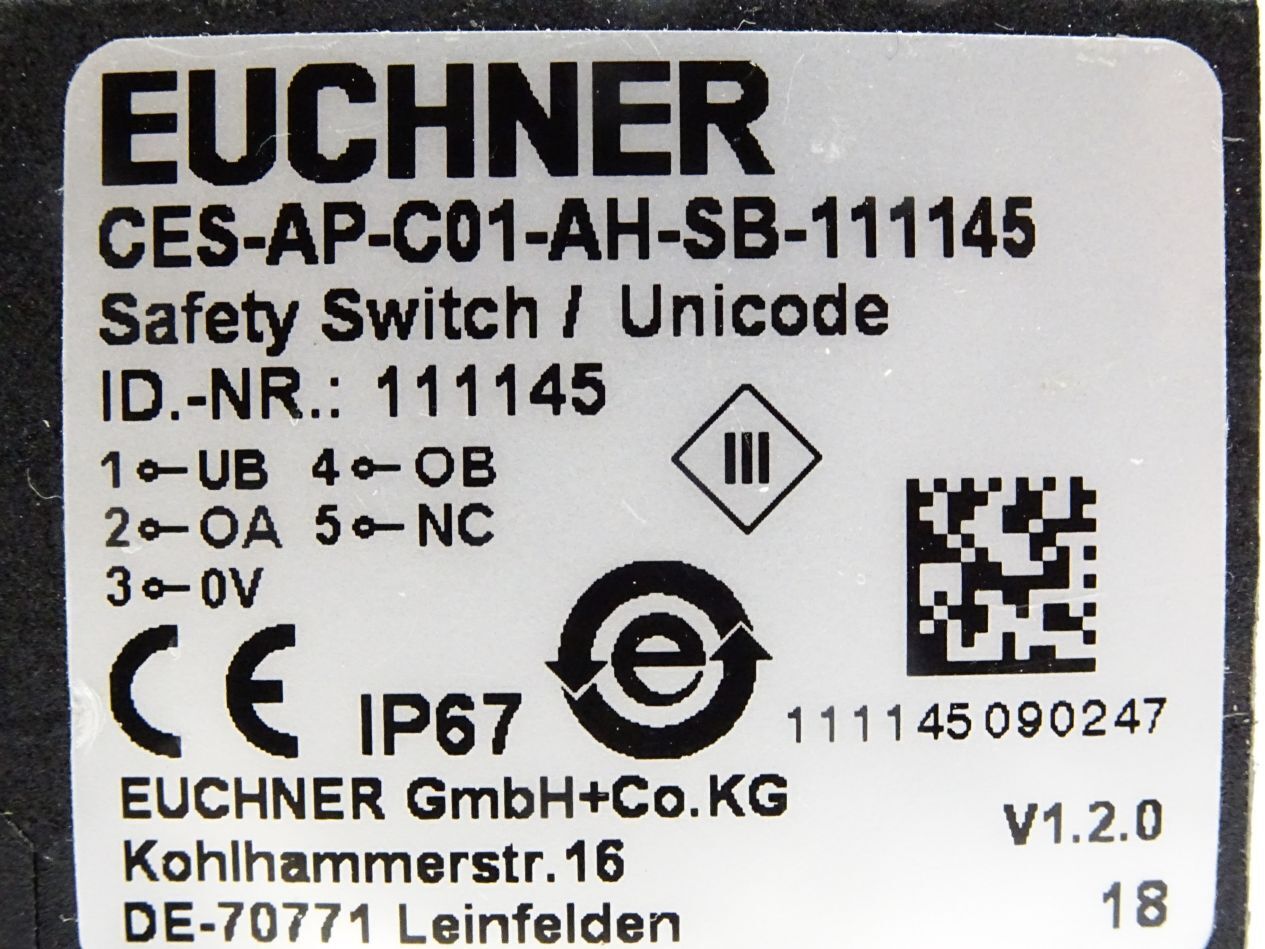 EUCHNER
CES-AP-C01-AH-SB-111145
Safety Switch / Unicode
ID.-NR.: 111145
III
1 UB 4 OB
2 OA 5 NC
3 0V
CE IP67 e
111145090247
EUCHNER GmbH+Co.KG
Kohlhammerstr.16
DE-70771 Leinfelden
V1.2.0
18